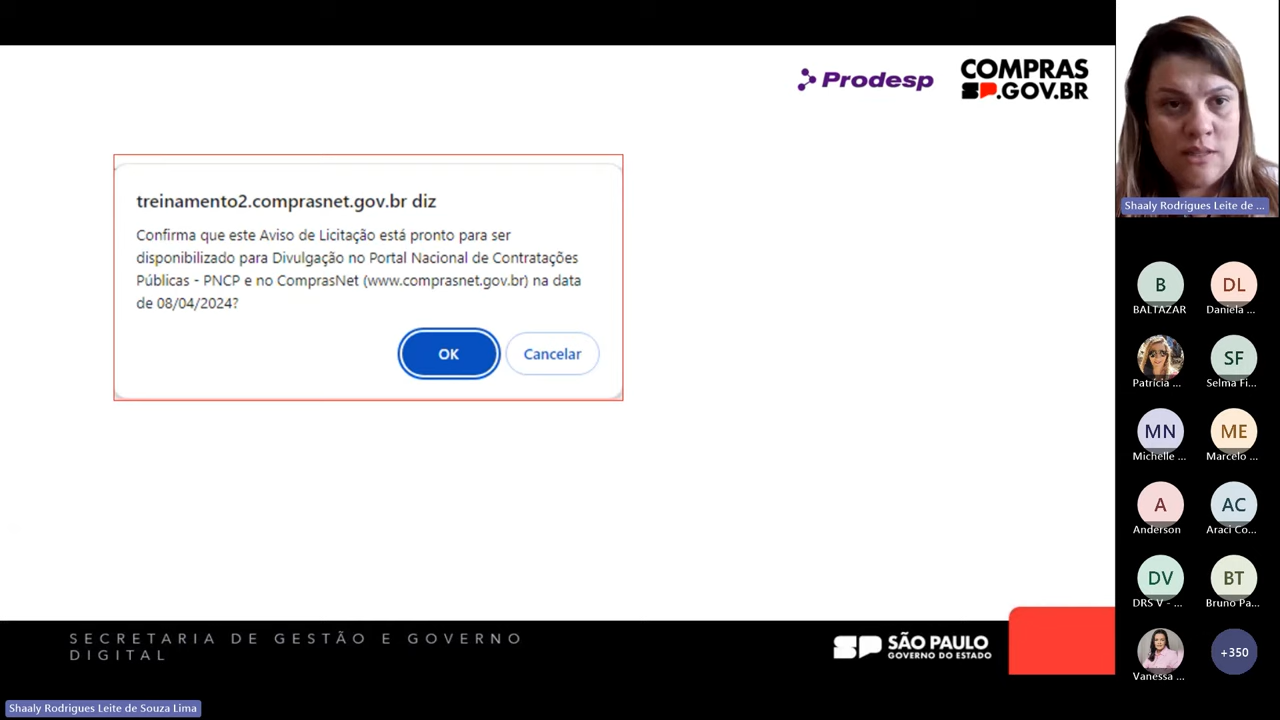 Prodesp
COMPRAS
SP.GOV.BR
treinamento2.comprasnet.gov.br diz
Confirma que este Aviso de Licitação está pronto para ser
disponibilizado para Divulgação no Portal Nacional de Contratações
Públicas - PNCP e no ComprasNet (www.comprasnet.gov.br) na data
de 08/04/2024?
OK
Cancelar
SECRETARIA DE GESTÃO E GOVERNO
DIGITAL
SP
SÃO PAULO
GOVERNO DO ESTADO
Shaaly Rodrigues Leite de Souza Lima
Shaaly Rodrigues Leite de ...
B
DL
BALTAZAR
Daniela ...
SF
Patrícia ...
Selma Fi...
MN
ME
Michelle ...
Marcelo ...
A
AC
Anderson
Araci Co...
DV
BT
DRS V - ...
Bruno Pa...
+350
Vanessa ...